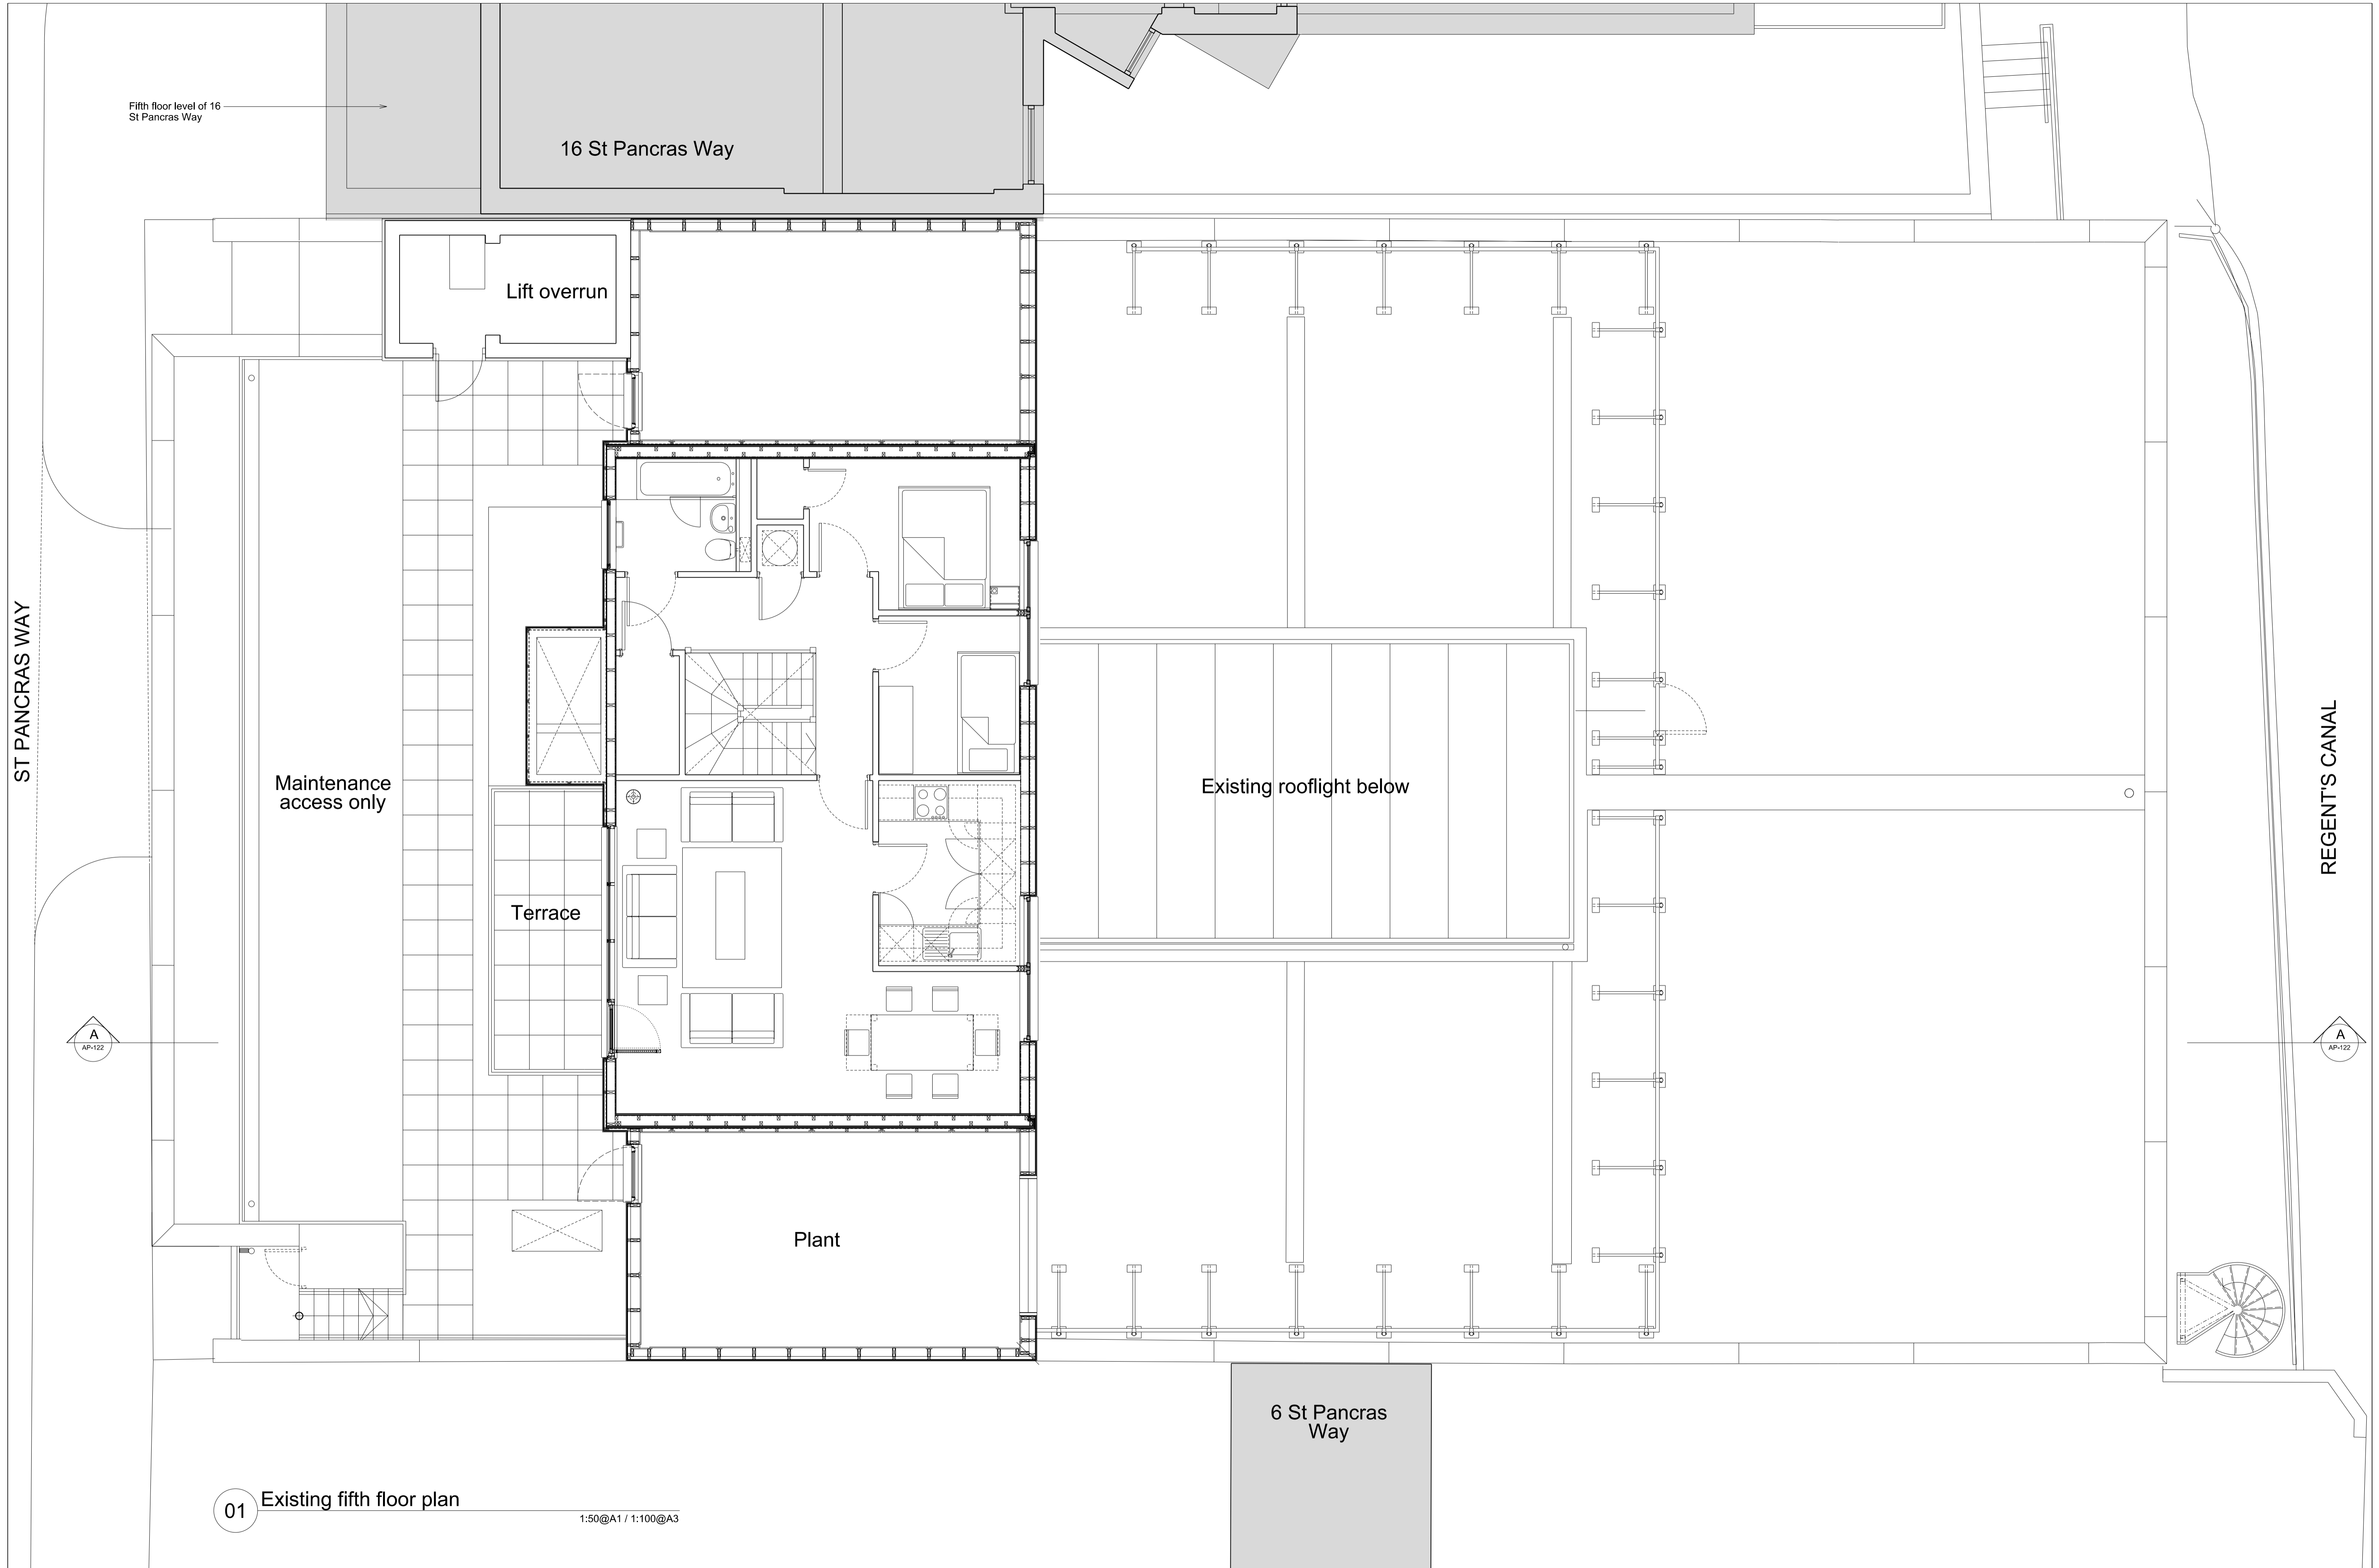 Fifth floor level of 16
St Pancras Way
16 St Pancras Way
Lift overrun
ST PANCRAS WAY
Maintenance
access only
Terrace
Existing rooflight below
REGENT'S CANAL
A
AP-122
A
AP-122
Plant
6 St Pancras
Way
01
Existing fifth floor plan
1:50@A1 / 1:100@A3